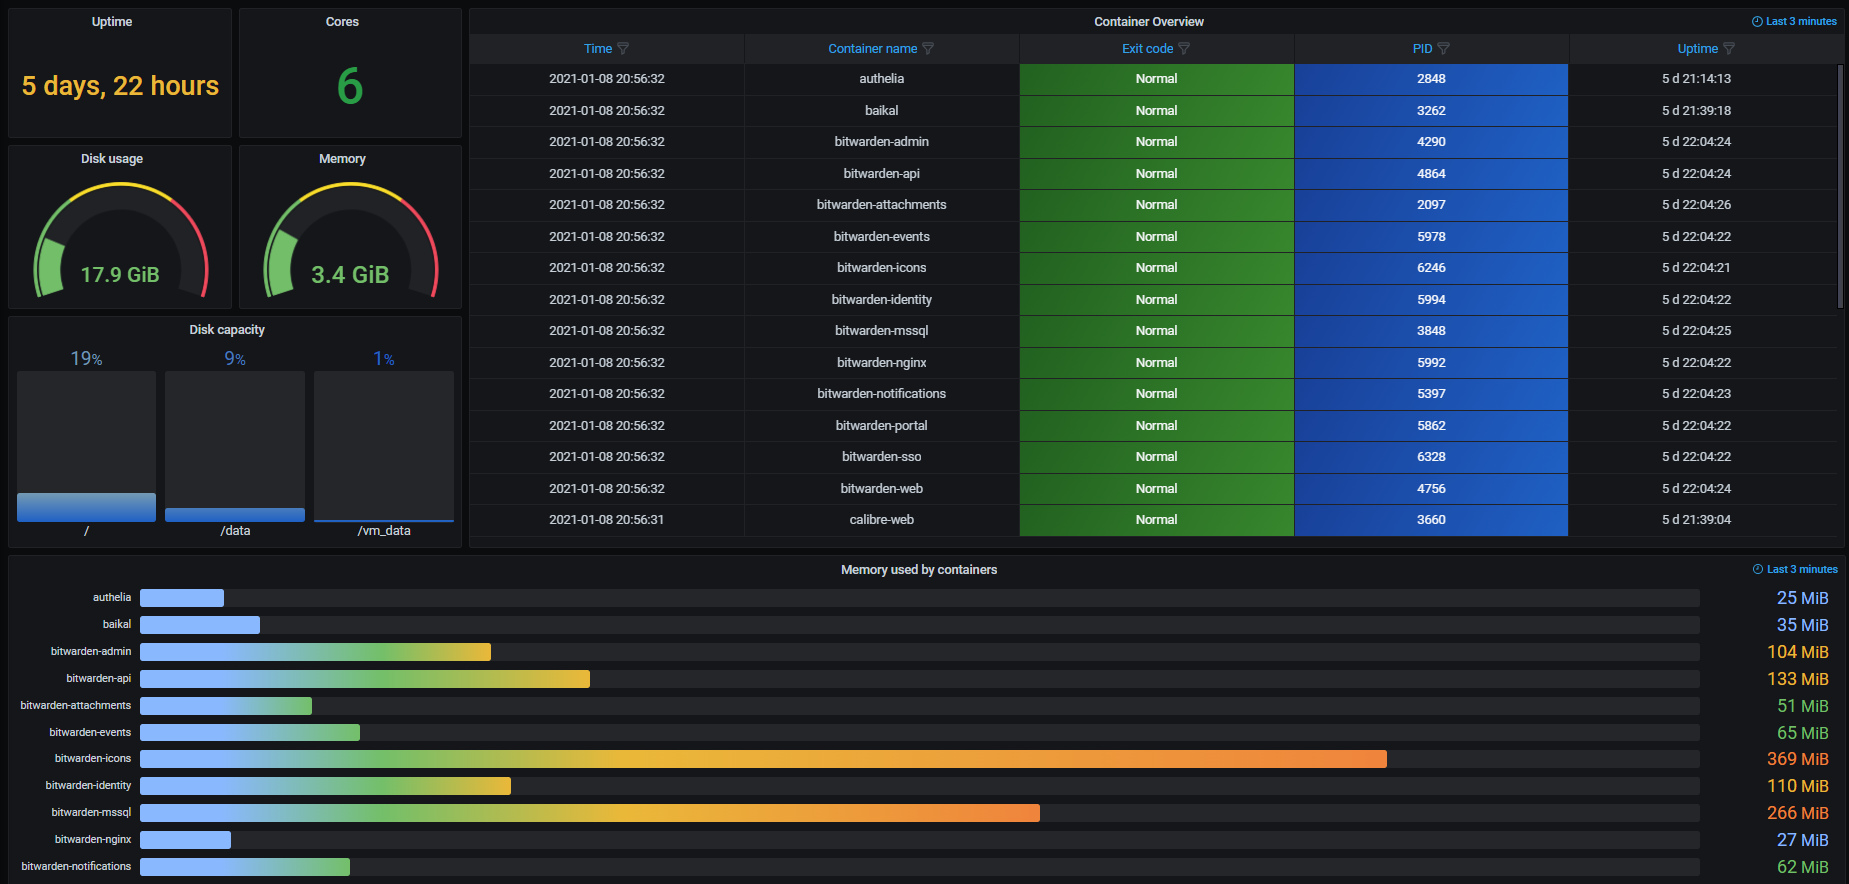 Uptime
5 days, 22 hours
Cores
6
Disk usage
17.9 GiB
Memory
3.4 GiB
Disk capacity
19% 9% 1%
/ /data /vm_data
Container Overview
Last 3 minutes
Time Container name Exit code PID Uptime
2021-01-08 20:56:32 authelia Normal 2848 5 d 21:14:13
2021-01-08 20:56:32 baikal Normal 3262 5 d 21:39:18
2021-01-08 20:56:32 bitwarden-admin Normal 4290 5 d 22:04:24
2021-01-08 20:56:32 bitwarden-api Normal 4864 5 d 22:04:24
2021-01-08 20:56:32 bitwarden-attachments Normal 2097 5 d 22:04:26
2021-01-08 20:56:32 bitwarden-events Normal 5978 5 d 22:04:22
2021-01-08 20:56:32 bitwarden-icons Normal 6246 5 d 22:04:21
2021-01-08 20:56:32 bitwarden-identity Normal 5994 5 d 22:04:22
2021-01-08 20:56:32 bitwarden-mssql Normal 3848 5 d 22:04:25
2021-01-08 20:56:32 bitwarden-nginx Normal 5992 5 d 22:04:22
2021-01-08 20:56:32 bitwarden-notifications Normal 5397 5 d 22:04:23
2021-01-08 20:56:32 bitwarden-portal Normal 5862 5 d 22:04:22
2021-01-08 20:56:32 bitwarden-sso Normal 6328 5 d 22:04:22
2021-01-08 20:56:32 bitwarden-web Normal 4756 5 d 22:04:24
2021-01-08 20:56:31 calibre-web Normal 3660 5 d 21:39:04
Memory used by containers
Last 3 minutes
authelia 25 MiB
baikal 35 MiB
bitwarden-admin 104 MiB
bitwarden-api 133 MiB
bitwarden-attachments 51 MiB
bitwarden-events 65 MiB
bitwarden-icons 369 MiB
bitwarden-identity 110 MiB
bitwarden-mssql 266 MiB
bitwarden-nginx 27 MiB
bitwarden-notifications 62 MiB